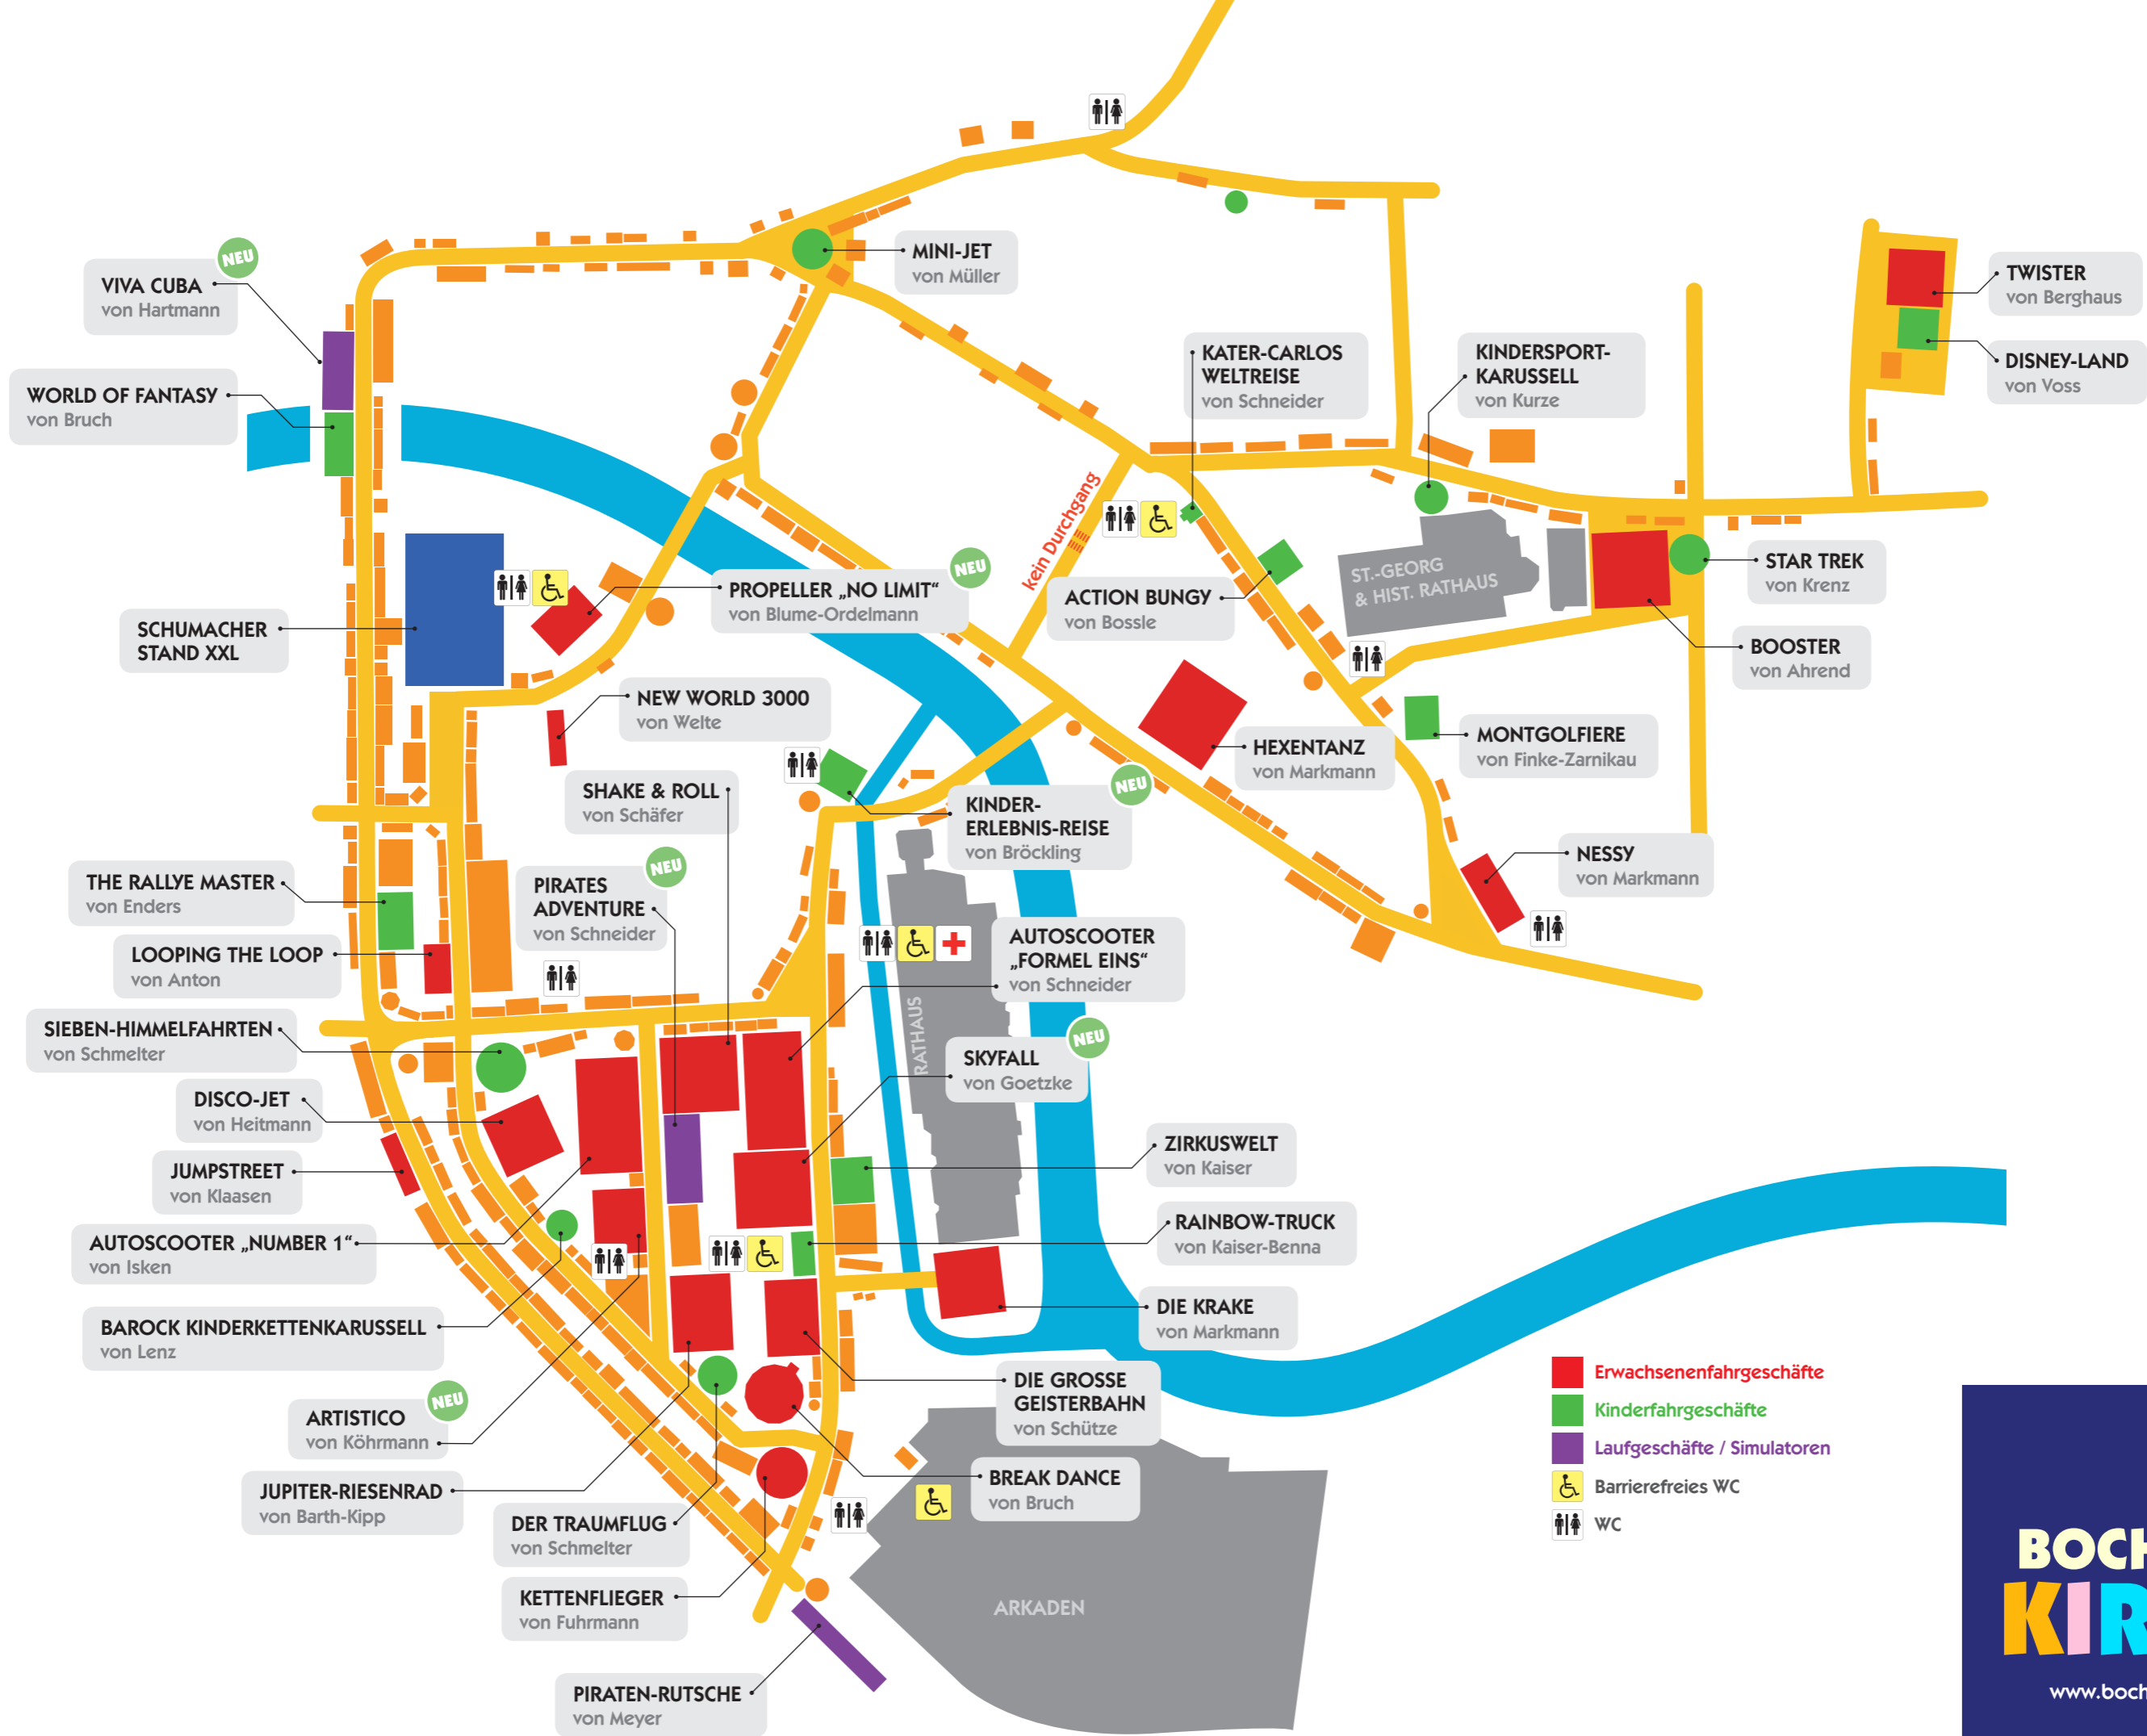 NEU
VIVA CUBA
von Hartmann
MINI-JET
von Müller
TWISTER
von Berghaus
DISNEY-LAND
von Voss
WORLD OF FANTASY
von Bruch
KATER-CARLOS
WELTREISE
von Schneider
KINDERSPORT-
KARUSSELL
von Kurze
kein Durchgang
NEU
PROPELLER „NO LIMIT“
von Blume-Ordelmann
ACTION BUNGY
von Bossle
ST.-GEORG
& HIST. RATHAUS
STAR TREK
von Krenz
SCHUMACHER
STAND XXL
BOOSTER
von Ahrend
NEW WORLD 3000
von Welte
HEXENTANZ
von Markmann
MONTGOLFIERE
von Finke-Zarnikau
SHAKE & ROLL
von Schäfer
NEU
KINDER-
ERLEBNIS-REISE
von Bröckling
NESSY
von Markmann
THE RALLYE MASTER
von Enders
NEU
PIRATES
ADVENTURE
von Schneider
LOOPING THE LOOP
von Anton
AUTOSCOOTER
„FORMEL EINS“
von Schneider
RATHAUS
SIEBEN-HIMMELFAHRTEN
von Schmelter
NEU
SKYFALL
von Goetzke
DISCO-JET
von Heitmann
ZIRKUSWELT
von Kaiser
JUMPSTREET
von Klaasen
RAINBOW-TRUCK
von Kaiser-Benna
AUTOSCOOTER „NUMBER 1“
von Isken
DIE KRAKE
von Markmann
BAROCK KINDERKETTENKARUSSELL
von Lenz
DIE GROSSE
GEISTERBAHN
von Schütze
NEU
ARTISTICO
von Köhrmann
BREAK DANCE
von Bruch
JUPITER-RIESENRAD
von Barth-Kipp
DER TRAUMFLUG
von Schmelter
KETTENFLIEGER
von Fuhrmann
ARKADEN
PIRATEN-RUTSCHE
von Meyer
Erwachsenenfahrgeschäfte
Kinderfahrgeschäfte
Laufgeschäfte / Simulatoren
Barrierefreies WC
WC
BOCH
KIR
www.boch